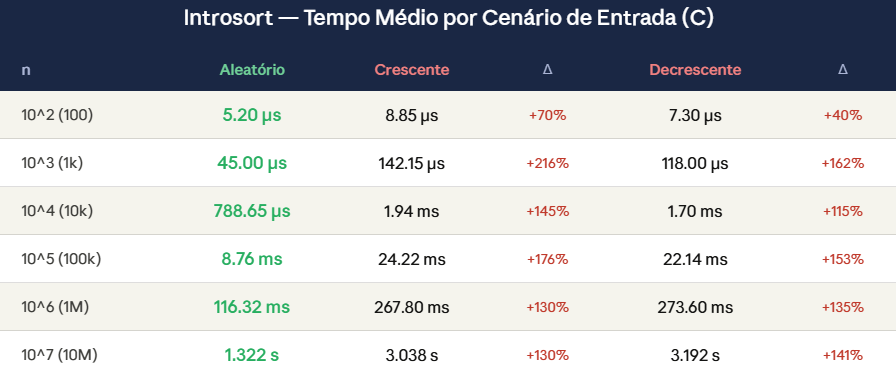 Introsort — Tempo Médio por Cenário de Entrada (C)
n Aleatório Crescente Δ Decrescente Δ
10^2 (100) 5.20 µs 8.85 µs +70% 7.30 µs +40%
10^3 (1k) 45.00 µs 142.15 µs +216% 118.00 µs +162%
10^4 (10k) 788.65 µs 1.94 ms +145% 1.70 ms +115%
10^5 (100k) 8.76 ms 24.22 ms +176% 22.14 ms +153%
10^6 (1M) 116.32 ms 267.80 ms +130% 273.60 ms +135%
10^7 (10M) 1.322 s 3.038 s +130% 3.192 s +141%